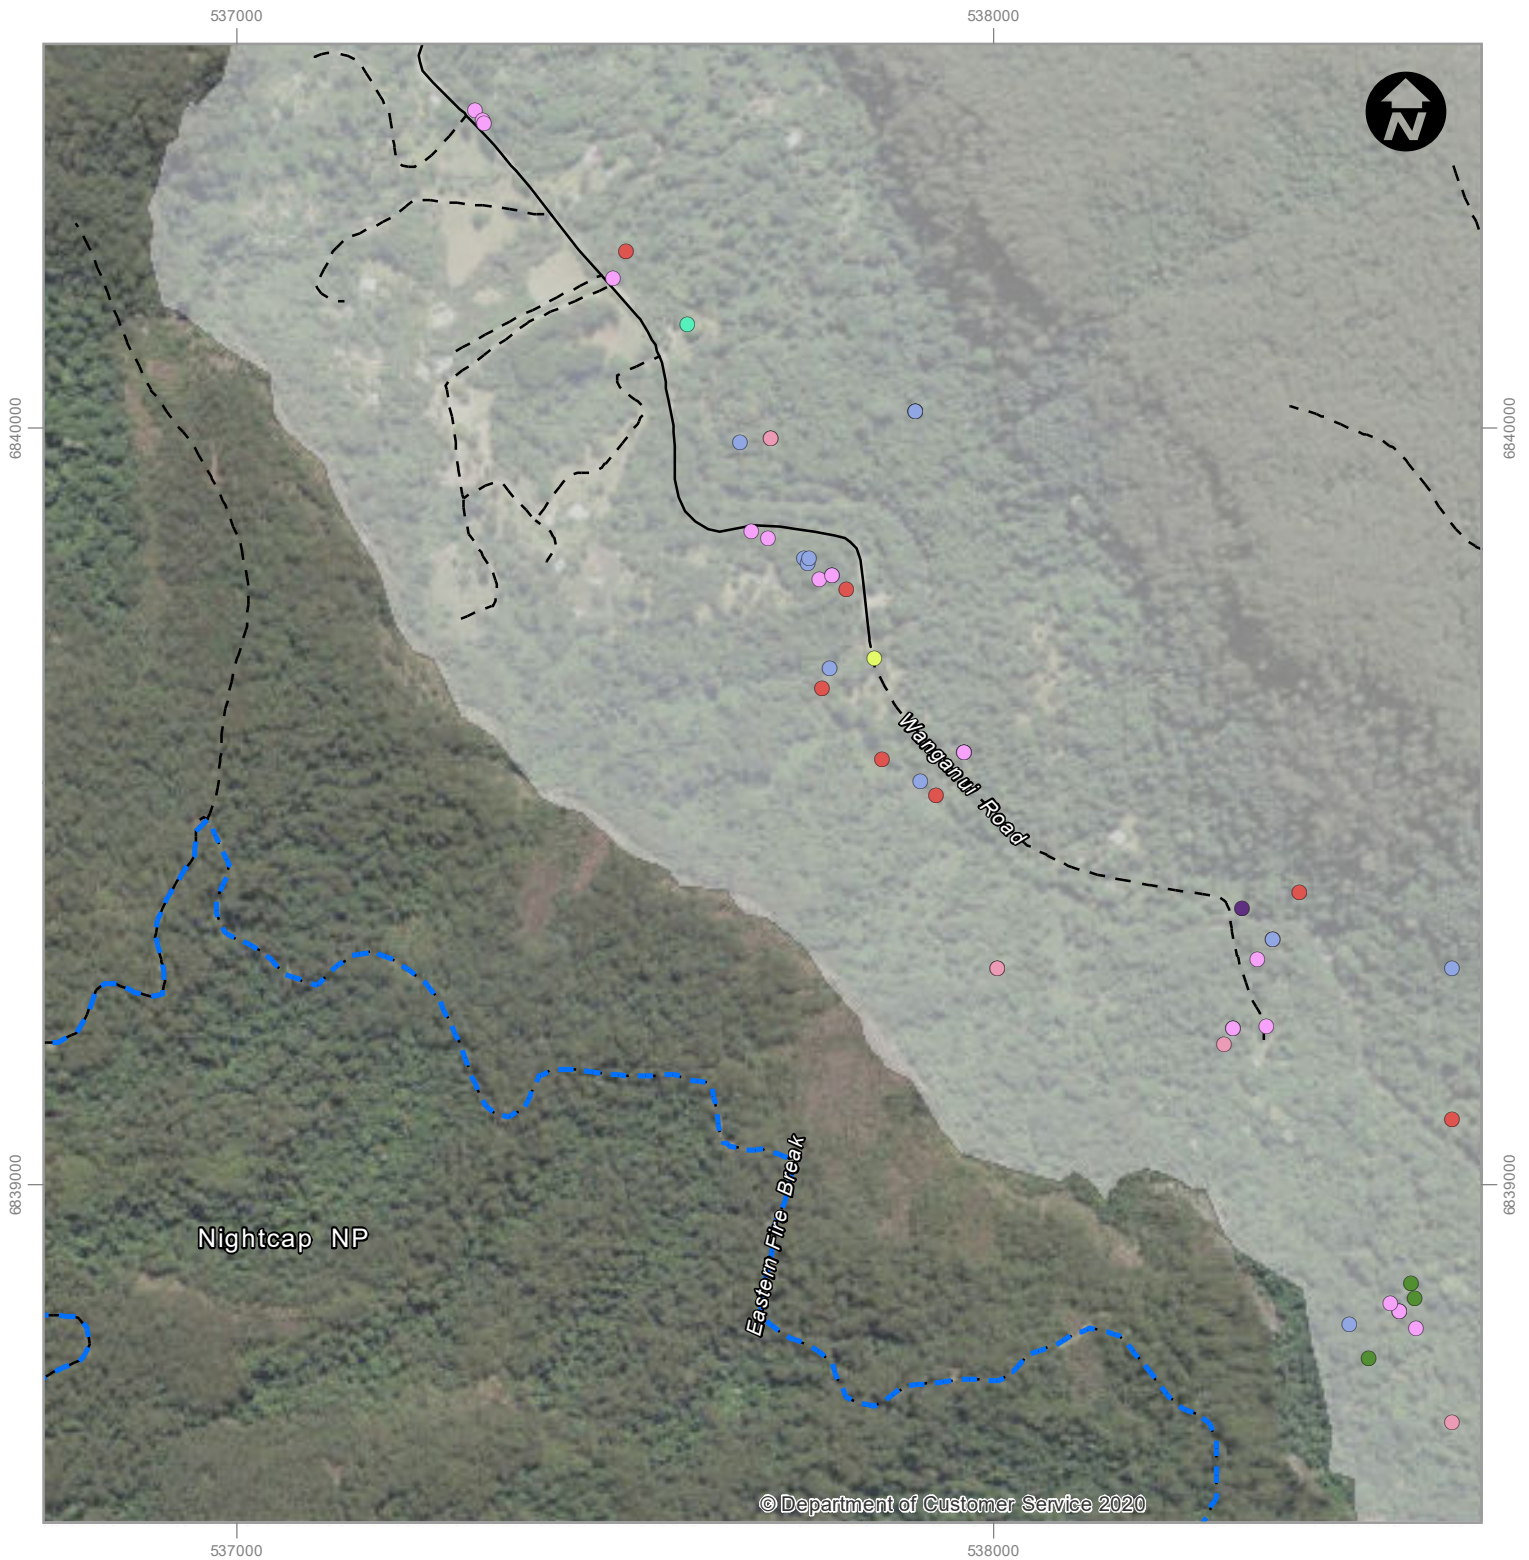 537000 538000
N
6840000 6840000
Wanganui Road
Eastern Fire Break
6839000 6839000
Nightcap NP
© Department of Customer Service 2020
537000 538000